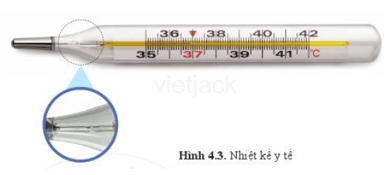 36 38 40 42
35 37 39 41 °C
vietjack
Hình 4.3. Nhiệt kế y tế